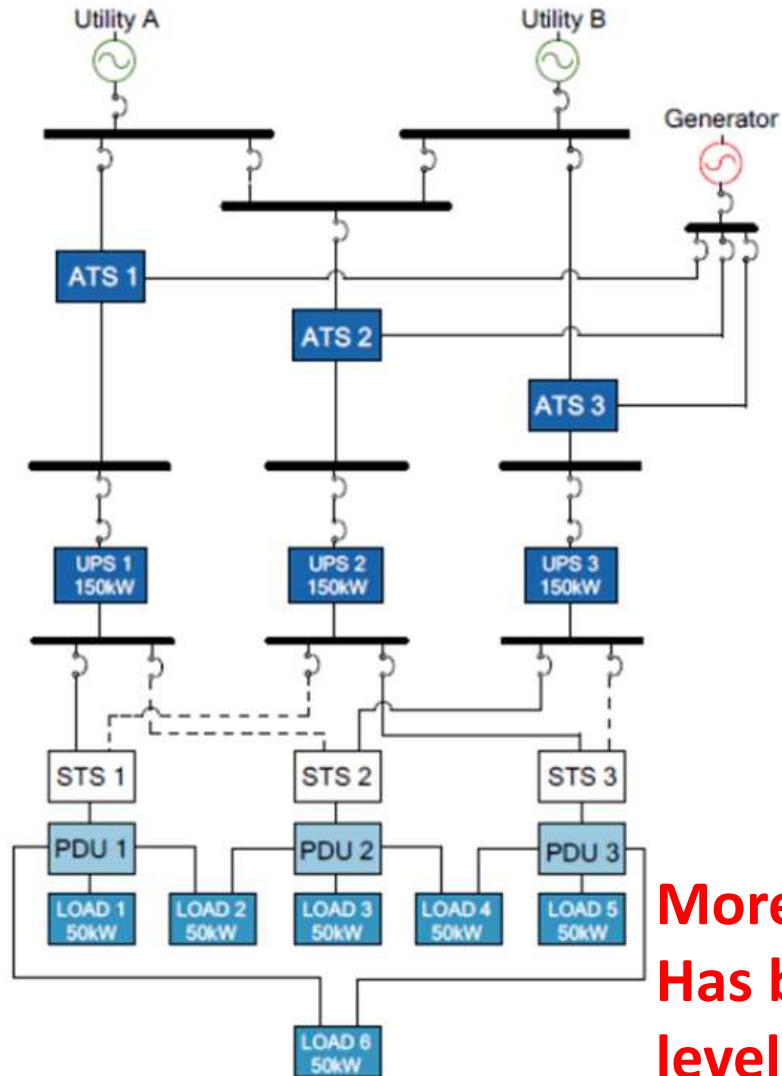 Utility A
Utility B
Generator
ATS 1
ATS 2
ATS 3
UPS 1
150kW
UPS 2
150kW
UPS 3
150kW
STS 1
STS 2
STS 3
PDU 1
PDU 2
PDU 3
LOAD 1
50kW
LOAD 2
50kW
LOAD 3
50kW
LOAD 4
50kW
LOAD 5
50kW
LOAD 6
50kW
More
Has b
level